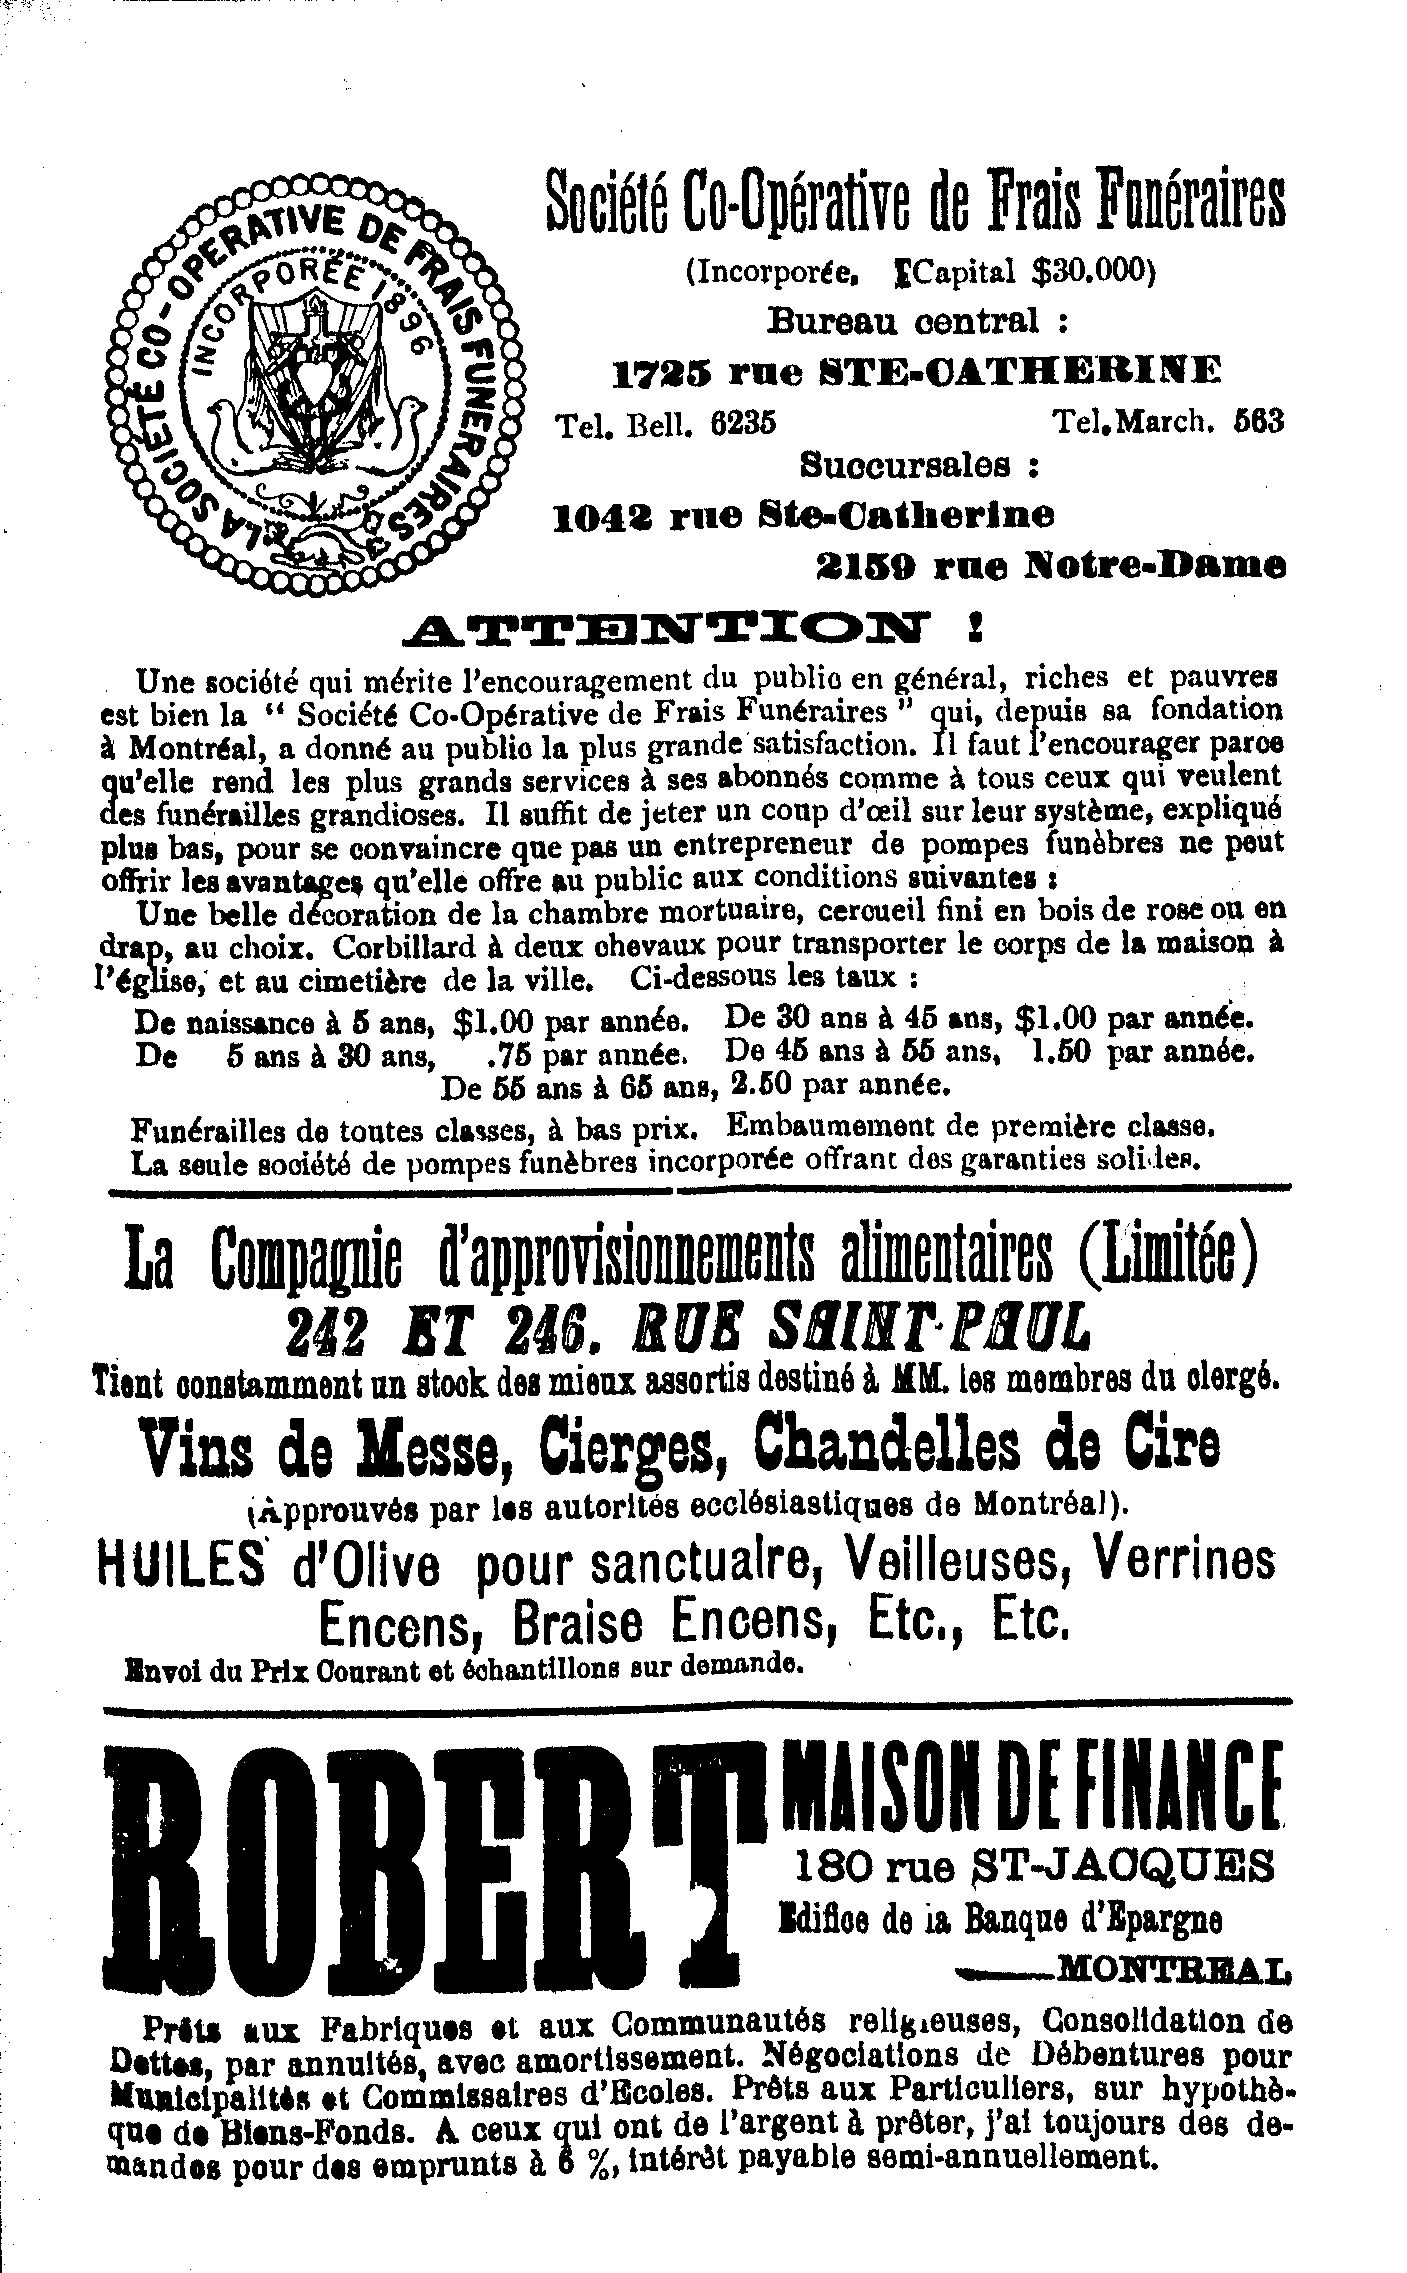 LA SOCIÉTÉ CO-OPERATIVE DE FRAIS FUNERAIRES
INCORPORÉE 1896
Société Co-Opérative de Frais Funéraires
(Incorporée, Capital $30.000)
Bureau central :
1725 rue STE-CATHERINE
Tel. Bell. 6235 Tel. March. 563
Succursales :
1042 rue Ste-Catherine
2159 rue Notre-Dame
ATTENTION !
Une société qui mérite l'encouragement du public en général, riches et pauvres
est bien la " Société Co-Opérative de Frais Funéraires " qui, depuis sa fondation
à Montréal, a donné au public la plus grande satisfaction. Il faut l'encourager parce
qu'elle rend les plus grands services à ses abonnés comme à tous ceux qui veulent
des funérailles grandioses. Il suffit de jeter un coup d'œil sur leur système, expliqué
plus bas, pour se convaincre que pas un entrepreneur de pompes funèbres ne peut
offrir les avantages qu'elle offre au public aux conditions suivantes :
Une belle décoration de la chambre mortuaire, cercueil fini en bois de rose ou en
drap, au choix. Corbillard à deux chevaux pour transporter le corps de la maison à
l'église, et au cimetière de la ville. Ci-dessous les taux :
De naissance à 5 ans, $1.00 par année. De 30 ans à 45 ans, $1.00 par année.
De 5 ans à 30 ans, .75 par année. De 45 ans à 55 ans, 1.50 par année.
De 55 ans à 65 ans, 2.50 par année.
Funérailles de toutes classes, à bas prix. Embaumement de première classe.
La seule société de pompes funèbres incorporée offrant des garanties solides.
La Compagnie d'approvisionnements alimentaires (Limitée)
242 ET 246. RUE SAINT-PAUL
Tient constamment un stock des mieux assortis destiné à MM. les membres du clergé.
Vins de Messe, Cierges, Chandelles de Cire
(Approuvés par les autorités ecclésiastiques de Montréal).
HUILES d'Olive pour sanctuaire, Veilleuses, Verrines
Encens, Braise Encens, Etc., Etc.
Envoi du Prix Courant et échantillons sur demande.
ROBERT
MAISON DE FINANCE
180 rue ST-JACQUES
Edifice de la Banque d'Epargne
MONTREAL
Prêts aux Fabriques et aux Communautés religieuses, Consolidation de
Dettes, par annuités, avec amortissement. Négociations de Débentures pour
Municipalités et Commissaires d'Ecoles. Prêts aux Particuliers, sur hypothè-
que de Biens-Fonds. A ceux qui ont de l'argent à prêter, j'ai toujours des de-
mandes pour des emprunts à 6 %, intérêt payable semi-annuellement.